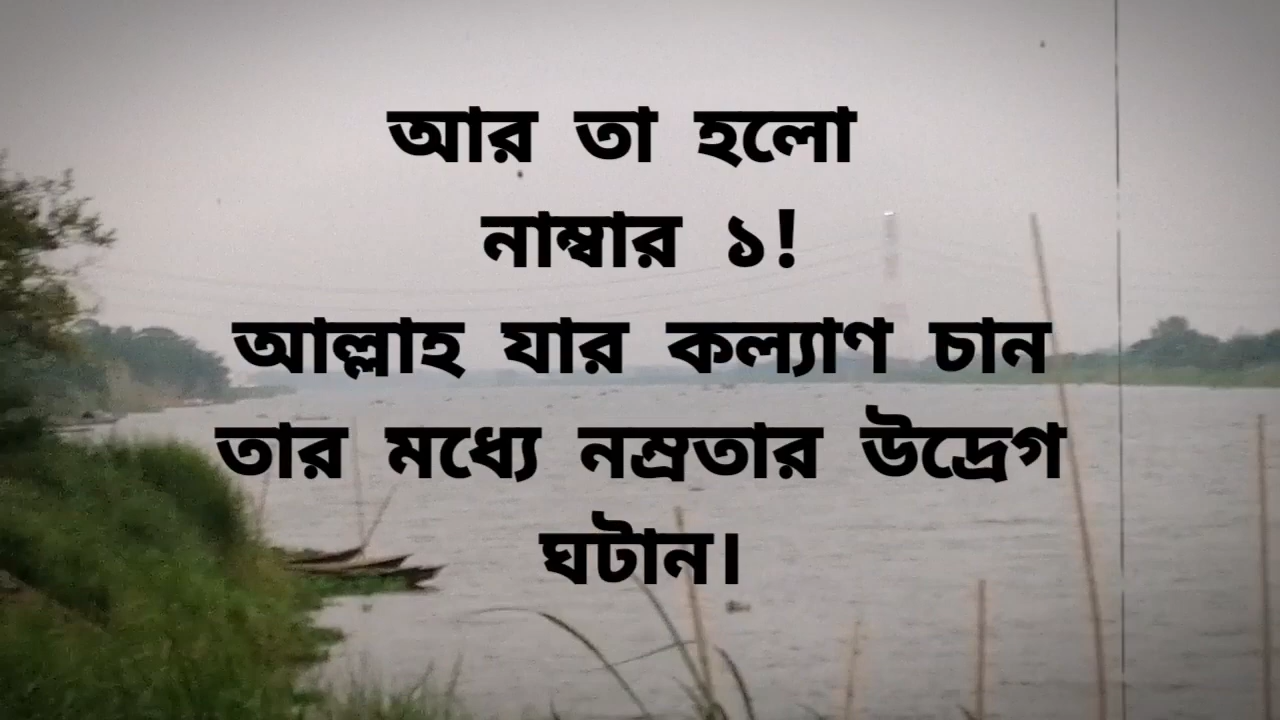 আর তা হলো
নাম্বার ১!
আল্লাহ যার কল্যাণ চান
তার মধ্যে নম্রতার উদ্রেগ
ঘটান।